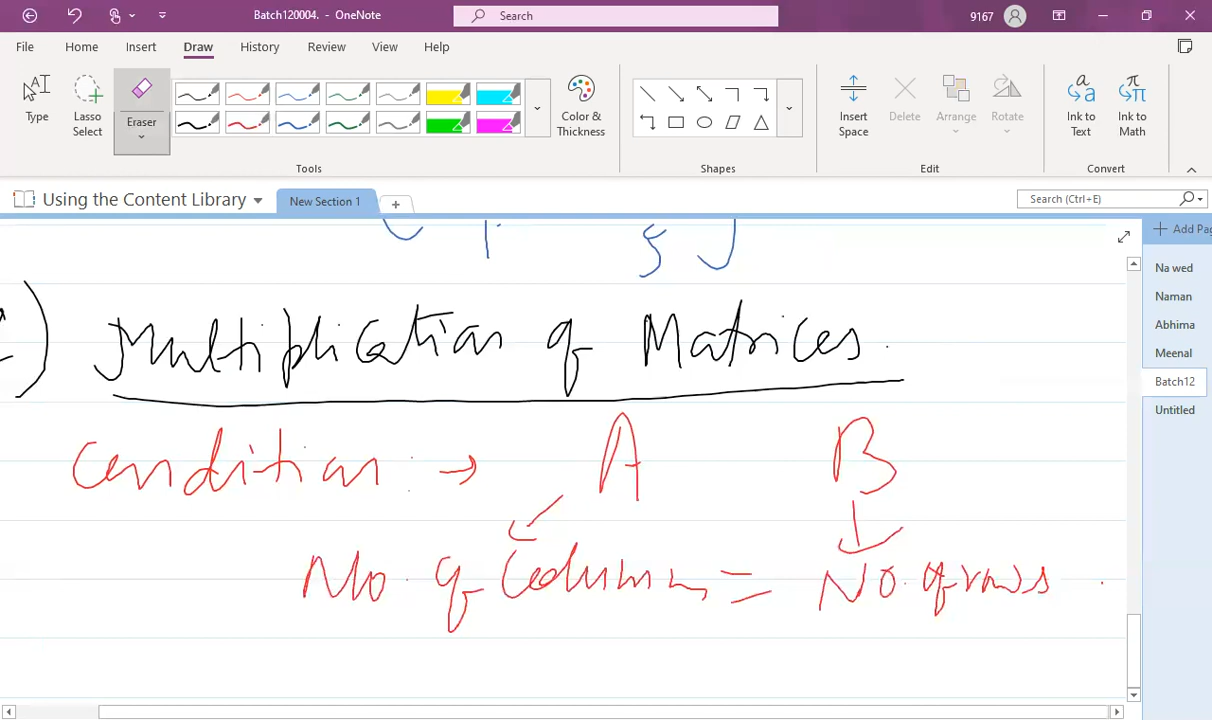 Batch120004. - OneNote
Search
9167
File Home Insert Draw History Review View Help
Type
Lasso Select
Eraser
Color & Thickness
Insert Space
Delete
Arrange
Rotate
Ink to Text
Ink to Math
Tools
Shapes
Edit
Convert
Using the Content Library
New Section 1
Search (Ctrl+E)
Add Pag
Na wed
Naman
Abhima
Meenal
Batch12
Untitled
Multiplication of Matrices.
Condition : → A B
No. of Columns = No. of rows.